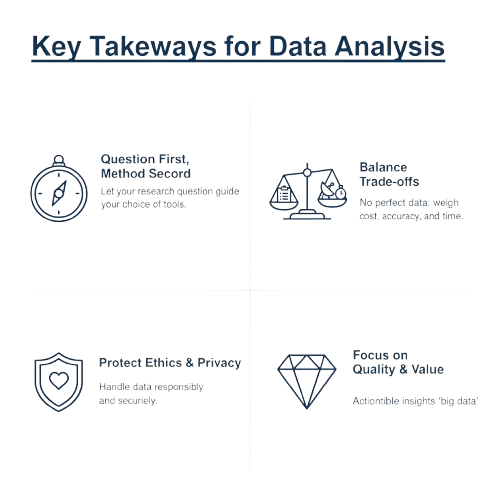 Key Takeways for Data Analysis
Question First,
Method Secord
Let your research question guide
your choice of tools.
Balance
Trade-offs
No perfect data: weigh
cost, accuracy, and time.
Protect Ethics & Privacy
Handle data responsibly
and securiely.
Focus on
Quality & Value
Actiontible insights 'big data'